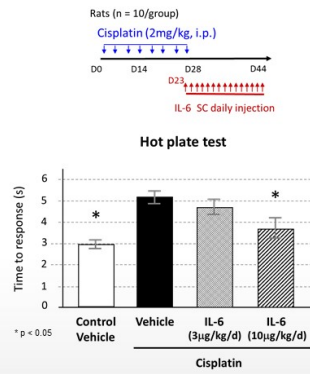 Rats (n = 10/group)
Cisplatin (2mg/kg, i.p.)
D0 D14 D28 D44
D23
IL-6 SC daily injection
Hot plate test
Time to response (s)
6
5
4
3
2
1
0
*
*
* p < 0.05
Control Vehicle IL-6 IL-6
Vehicle (3µg/kg/d) (10µg/kg/d)
Cisplatin